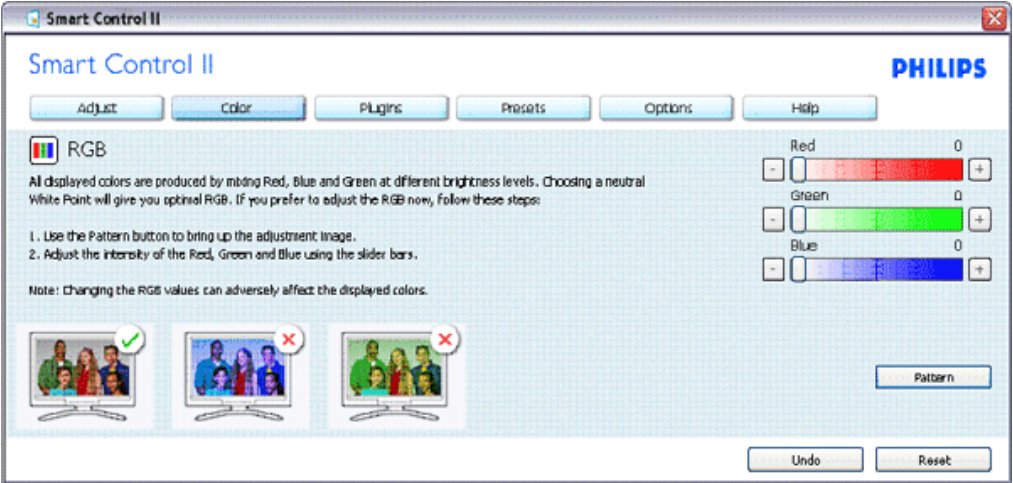 Smart Control II
Smart Control II
PHILIPS
Adjust Color Plugins Presets Options Help
RGB
All displayed colors are produced by mixing Red, Blue and Green at different brightness levels. Choosing a neutral
White Point will give you optimal RGB. If you prefer to adjust the RGB now, follow these steps:
1. Use the Pattern button to bring up the adjustment image.
2. Adjust the intensity of the Red, Green and Blue using the slider bars.
Note: Changing the RGB values can adversely affect the displayed colors.
Red 0
- +
Green 0
- +
Blue 0
- +
Pattern
Undo Reset